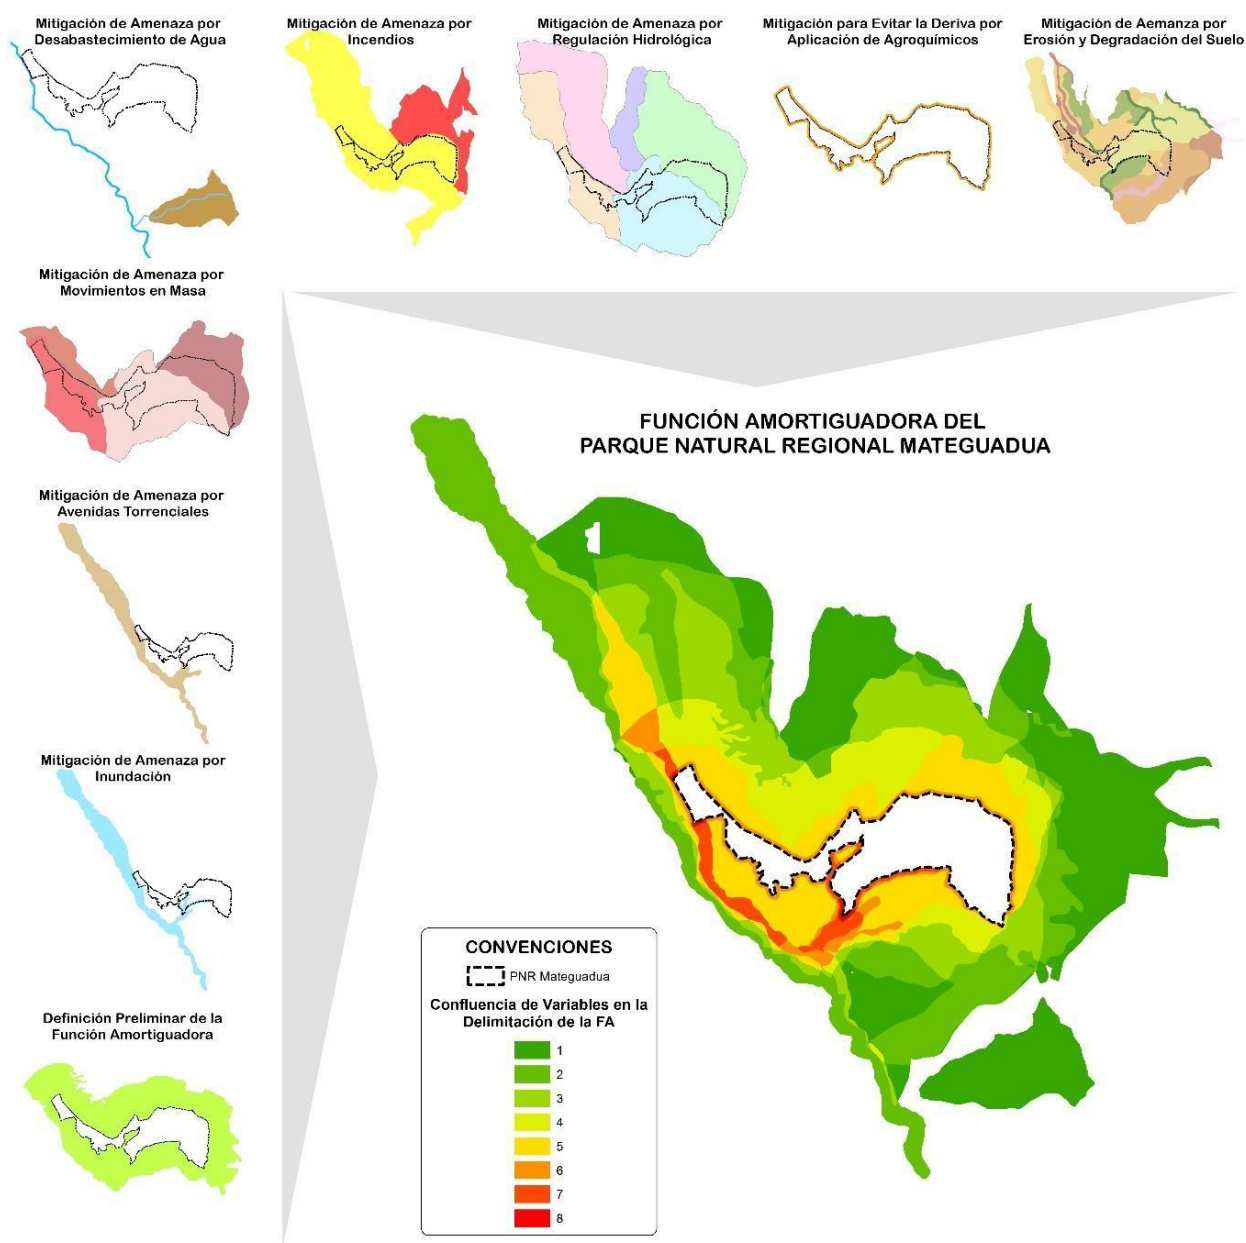 Mitigación de Amenaza por
Desabastecimiento de Agua
Mitigación de Amenaza por
Incendios
Mitigación de Amenaza por
Regulación Hidrológica
Mitigación para Evitar la Deriva por
Aplicación de Agroquímicos
Mitigación de Aemanza por
Erosión y Degradación del Suelo
Mitigación de Amenaza por
Movimientos en Masa
Mitigación de Amenaza por
Avenidas Torrenciales
Mitigación de Amenaza por
Inundación
Definición Preliminar de la
Función Amortiguadora
FUNCIÓN AMORTIGUADORA DEL
PARQUE NATURAL REGIONAL MATEGUADUA
CONVENCIONES
PNR Mateguadua
Confluencia de Variables en la
Delimitación de la FA
1
2
3
4
5
6
7
8